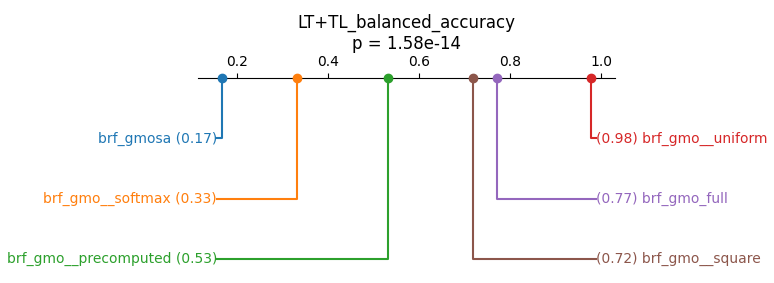 LT+TL_balanced_accuracy
p = 1.58e-14
0.2 0.4 0.6 0.8 1.0
brf_gmosa (0.17) (0.98) brf_gmo__uniform
brf_gmo__softmax (0.33) (0.77) brf_gmo_full
brf_gmo__precomputed (0.53) (0.72) brf_gmo__square